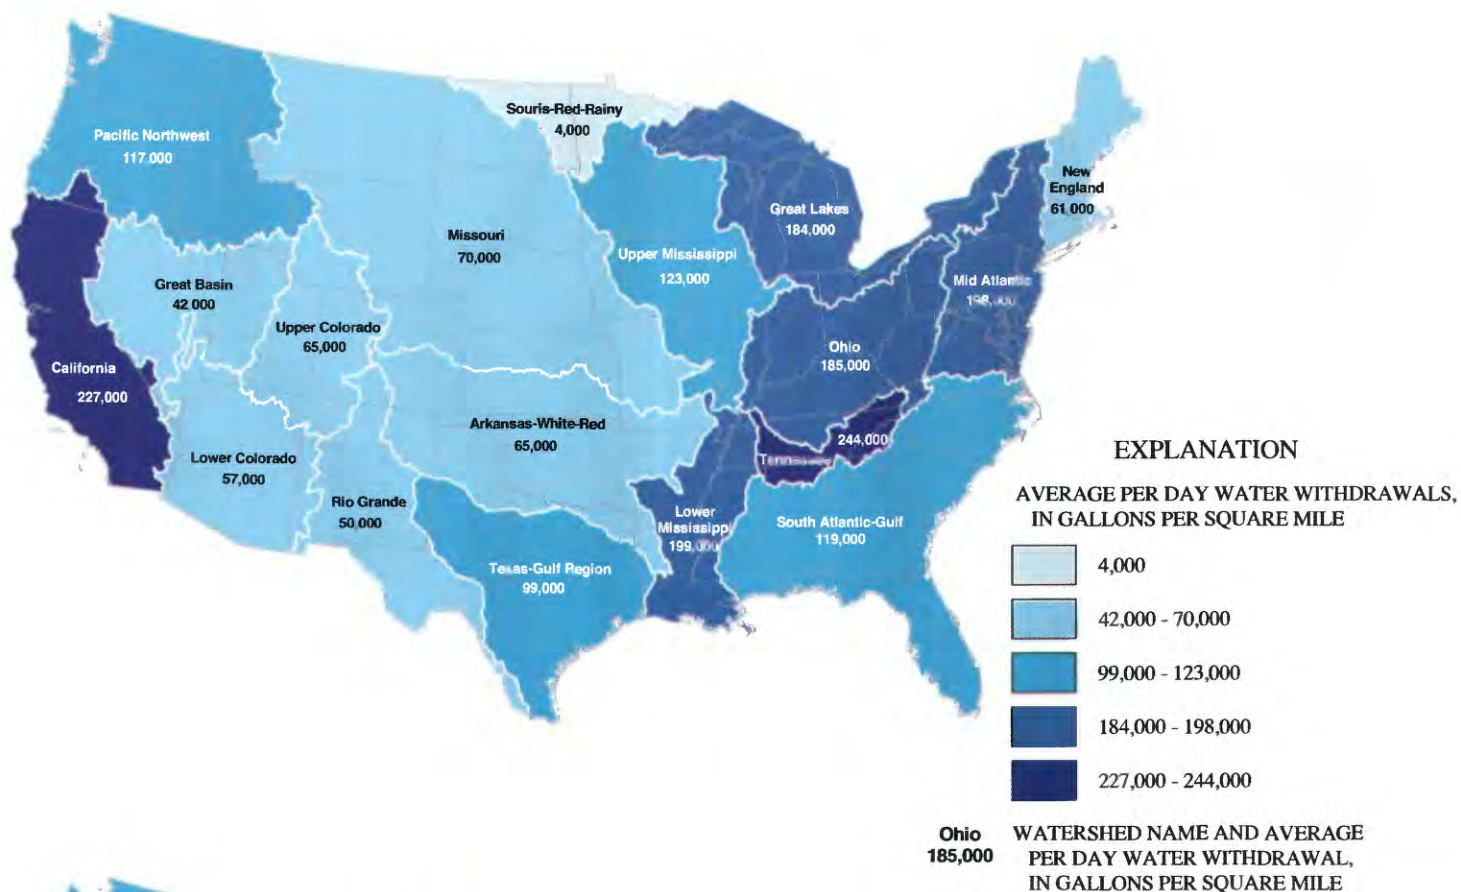 Souris-Red-Rainy
4,000
Pacific Northwest
117,000
New
England
61 000
Great Lakes
184,000
Missouri
70,000
Upper Mississippi
123,000
Mid Atlantic
Great Basin
42 000
Upper Colorado
65,000
Ohio
185,000
California
227,000
Arkansas-White-Red
65,000
244,000
Tennessee
Lower Colorado
57,000
Rio Grande
50,000
Lower
Mississippi
199,000
South Atlantic-Gulf
119,000
Texas-Gulf Region
99,000
EXPLANATION
AVERAGE PER DAY WATER WITHDRAWALS,
IN GALLONS PER SQUARE MILE
4,000
42,000 - 70,000
99,000 - 123,000
184,000 - 198,000
227,000 - 244,000
Ohio
185,000
WATERSHED NAME AND AVERAGE
PER DAY WATER WITHDRAWAL,
IN GALLONS PER SQUARE MILE